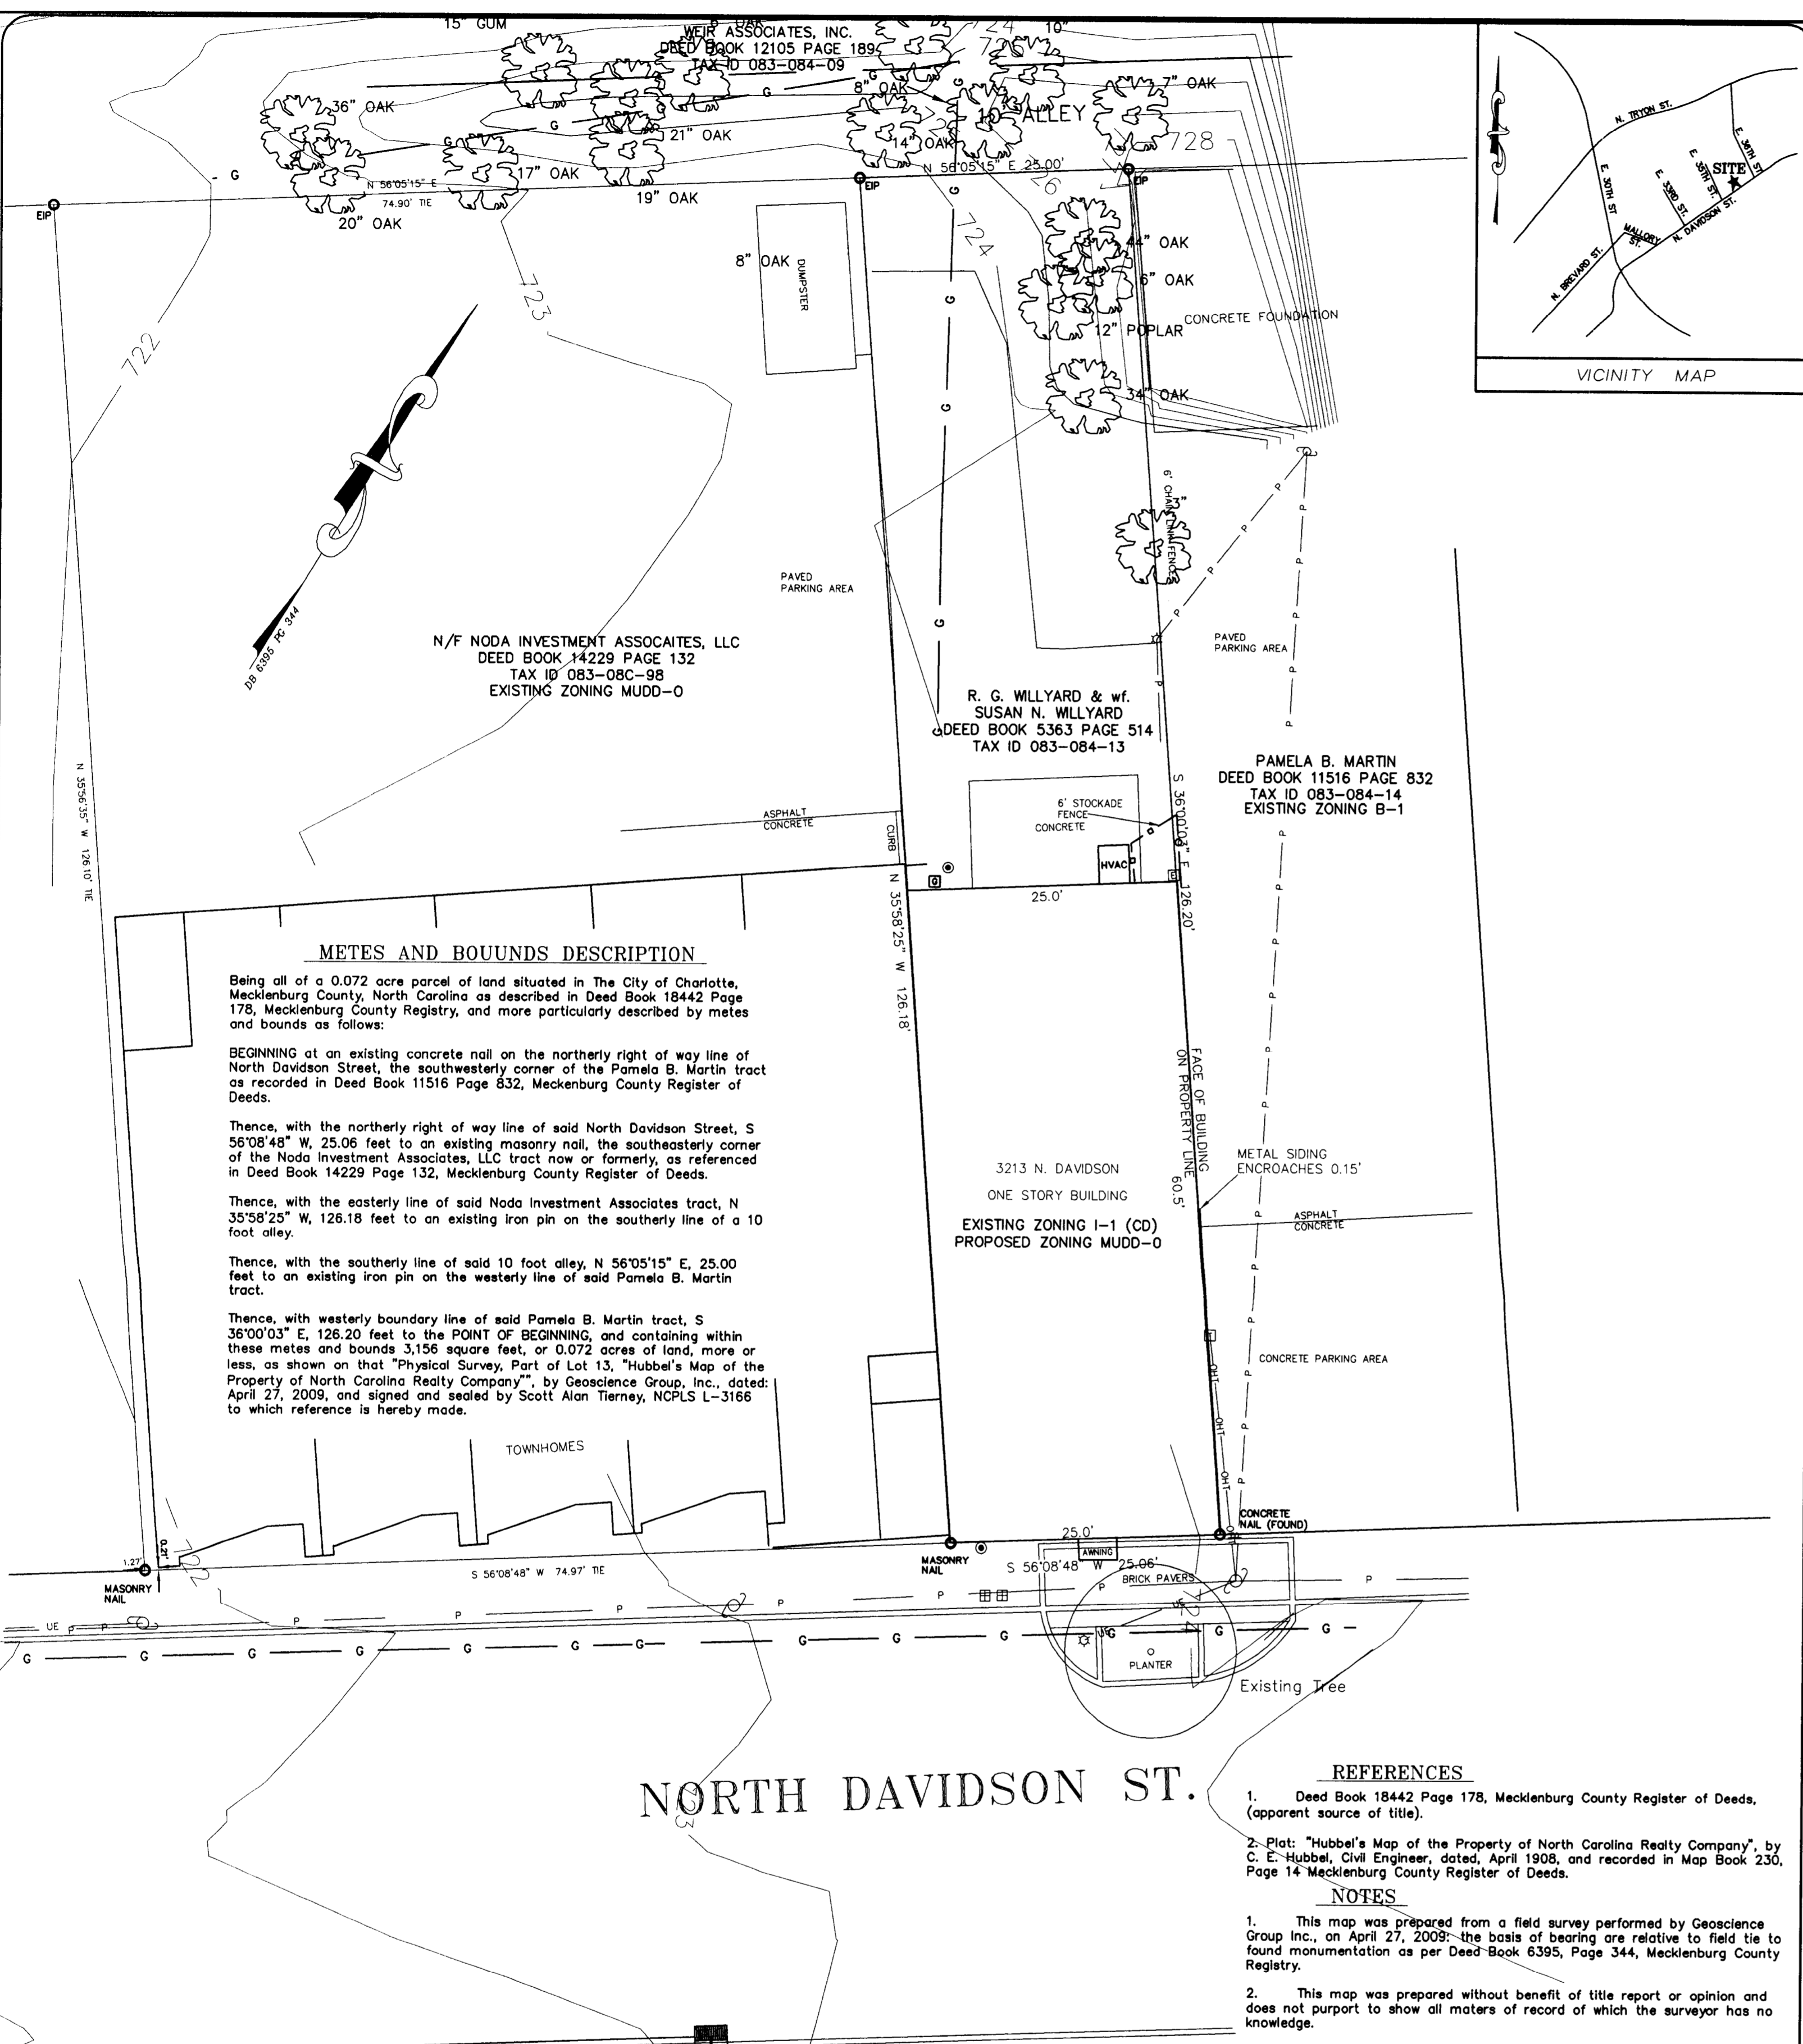 15" GUM
OAK
WEIR ASSOCIATES, INC.
DEED BOOK 12105 PAGE 189
TAX ID 083-084-09
724
726
10"
36" OAK
G
G
G
G
8" OAK
7" OAK
10' ALLEY
21" OAK
14" OAK
728
17" OAK
N 56°05'15" E 25.00'
N 56°05'15" E
74.90' TIE
19" OAK
20" OAK
EIP
EIP
EIP
G
726
724
723
722
8" OAK
DUMPSTER
44" OAK
6" OAK
12" POPLAR
CONCRETE FOUNDATION
34" OAK
G
G
G
G
3"
6' CHAIN LINK FENCES
N. TRYON ST.
E. 36TH ST.
E. 35TH ST.
SITE
E. 33RD ST.
E. 30TH ST
MALLORY ST.
N. DAVIDSON ST.
N. BREVARD ST.
VICINITY MAP
DB 6395 PG 344
PAVED
PARKING AREA
PAVED
PARKING AREA
N/F NODA INVESTMENT ASSOCAITES, LLC
DEED BOOK 14229 PAGE 132
TAX ID 083-08C-98
EXISTING ZONING MUDD-O
R. G. WILLYARD & wf.
SUSAN N. WILLYARD
DEED BOOK 5363 PAGE 514
TAX ID 083-084-13
PAMELA B. MARTIN
DEED BOOK 11516 PAGE 832
TAX ID 083-084-14
EXISTING ZONING B-1
N 35°56'35" W 126.10' TIE
ASPHALT
CONCRETE
CURB
6' STOCKADE
FENCE
CONCRETE
HVAC
G
E
25.0'
S 36°00'03" E 126.20'
N 35°58'25" W 126.18'
METES AND BOUUNDS DESCRIPTION
Being all of a 0.072 acre parcel of land situated in The City of Charlotte,
Mecklenburg County, North Carolina as described in Deed Book 18442 Page
178, Mecklenburg County Registry, and more particularly described by metes
and bounds as follows:
BEGINNING at an existing concrete nail on the northerly right of way line of
North Davidson Street, the southwesterly corner of the Pamela B. Martin tract
as recorded in Deed Book 11516 Page 832, Meckenburg County Register of
Deeds.
Thence, with the northerly right of way line of said North Davidson Street, S
56°08'48" W, 25.06 feet to an existing masonry nail, the southeasterly corner
of the Noda Investment Associates, LLC tract now or formerly, as referenced
in Deed Book 14229 Page 132, Mecklenburg County Register of Deeds.
Thence, with the easterly line of said Noda Investment Associates tract, N
35°58'25" W, 126.18 feet to an existing iron pin on the southerly line of a 10
foot alley.
Thence, with the southerly line of said 10 foot alley, N 56°05'15" E, 25.00
feet to an existing iron pin on the westerly line of said Pamela B. Martin
tract.
Thence, with westerly boundary line of said Pamela B. Martin tract, S
36°00'03" E, 126.20 feet to the POINT OF BEGINNING, and containing within
these metes and bounds 3,156 square feet, or 0.072 acres of land, more or
less, as shown on that "Physical Survey, Part of Lot 13, "Hubbel's Map of the
Property of North Carolina Realty Company"", by Geoscience Group, Inc., dated:
April 27, 2009, and signed and sealed by Scott Alan Tierney, NCPLS L-3166
to which reference is hereby made.
TOWNHOMES
FACE OF BUILDING
ON PROPERTY LINE
60.5'
METAL SIDING
ENCROACHES 0.15'
3213 N. DAVIDSON
ONE STORY BUILDING
EXISTING ZONING I-1 (CD)
PROPOSED ZONING MUDD-O
ASPHALT
CONCRETE
CONCRETE PARKING AREA
OHT
OHT
OHT
CONCRETE
NAIL (FOUND)
25.0'
AWNING
MASONRY
NAIL
S 56°08'48" W 25.06'
BRICK PAVERS
1.27'
0.21'
MASONRY
NAIL
722
S 56°08'48" W 74.97' TIE
UE P P P P P P P P P
UE
UE
724
G G G G G G G G G G G G
PLANTER
Existing Tree
NORTH DAVIDSON ST.
723
REFERENCES
1. Deed Book 18442 Page 178, Mecklenburg County Register of Deeds,
(apparent source of title).
2. Plat: "Hubbel's Map of the Property of North Carolina Realty Company", by
C. E. Hubbel, Civil Engineer, dated, April 1908, and recorded in Map Book 230,
Page 14 Mecklenburg County Register of Deeds.
NOTES
1. This map was prepared from a field survey performed by Geoscience
Group Inc., on April 27, 2009: the basis of bearing are relative to field tie to
found monumentation as per Deed Book 6395, Page 344, Mecklenburg County
Registry.
2. This map was prepared without benefit of title report or opinion and
does not purport to show all maters of record of which the surveyor has no
knowledge.